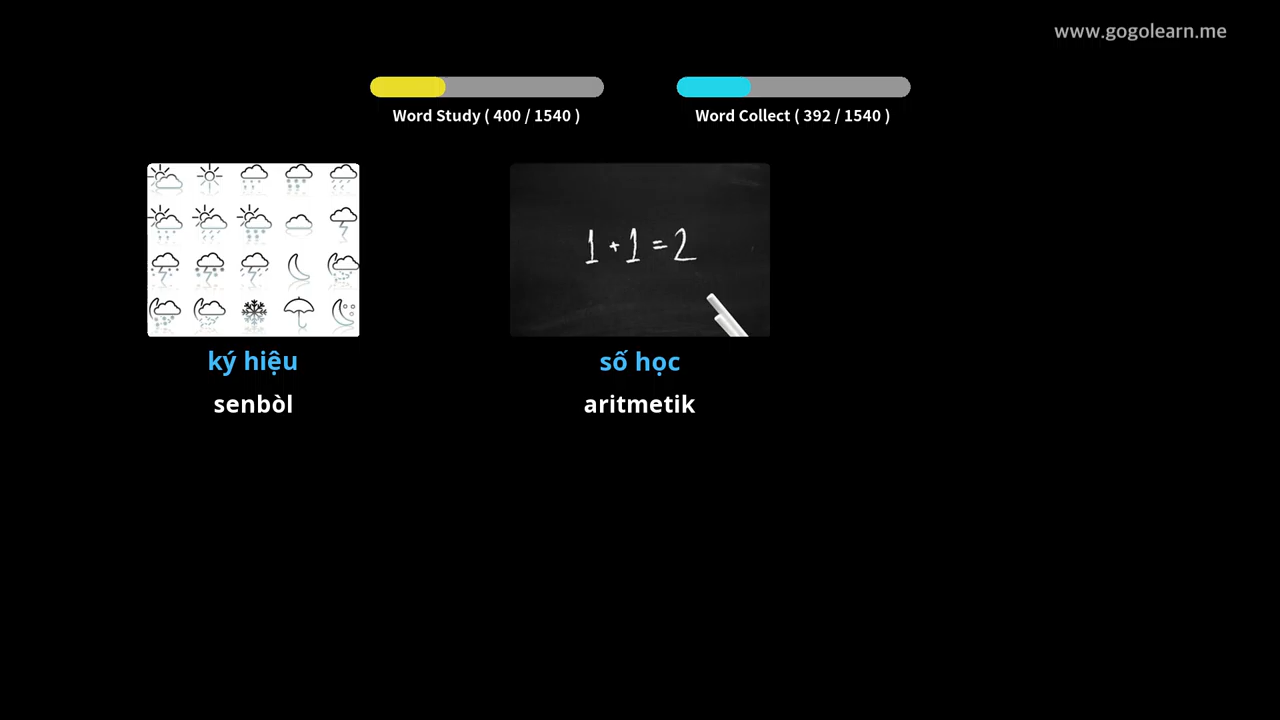 www.gogolearn.me
Word Study ( 400 / 1540 )
Word Collect ( 392 / 1540 )
1 + 1 = 2
ký hiệu
số học
senbòl
aritmetik